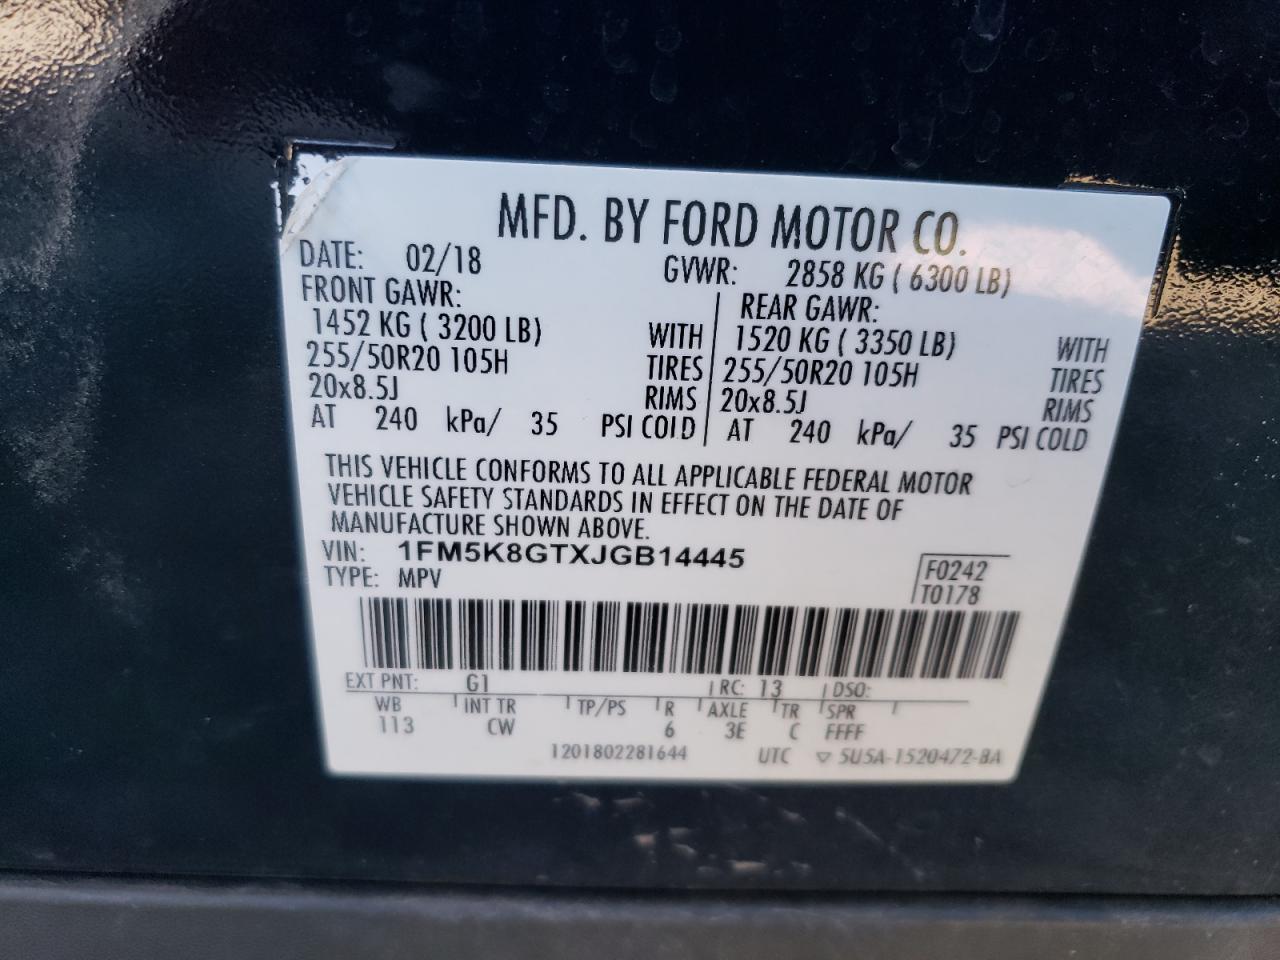 MFD. BY FORD MOTOR CO.
DATE: 02/18 GVWR: 2858 KG ( 6300 LB)
FRONT GAWR: REAR GAWR:
1452 KG ( 3200 LB) WITH 1520 KG ( 3350 LB) WITH
255/50R20 105H TIRES 255/50R20 105H TIRES
20x8.5J RIMS 20x8.5J RIMS
AT 240 kPa/ 35 PSI COLD AT 240 kPa/ 35 PSI COLD
THIS VEHICLE CONFORMS TO ALL APPLICABLE FEDERAL MOTOR
VEHICLE SAFETY STANDARDS IN EFFECT ON THE DATE OF
MANUFACTURE SHOWN ABOVE.
VIN: 1FM5K8GTXJGB14445
TYPE: MPV
F0242
T0178
EXT PNT: G1 RC: 13 DSO:
WB INT TR TP/PS R AXLE TR SPR
113 CW 6 3E C FFFF
1201802281644 UTC ▽ 5U5A-1520472-BA